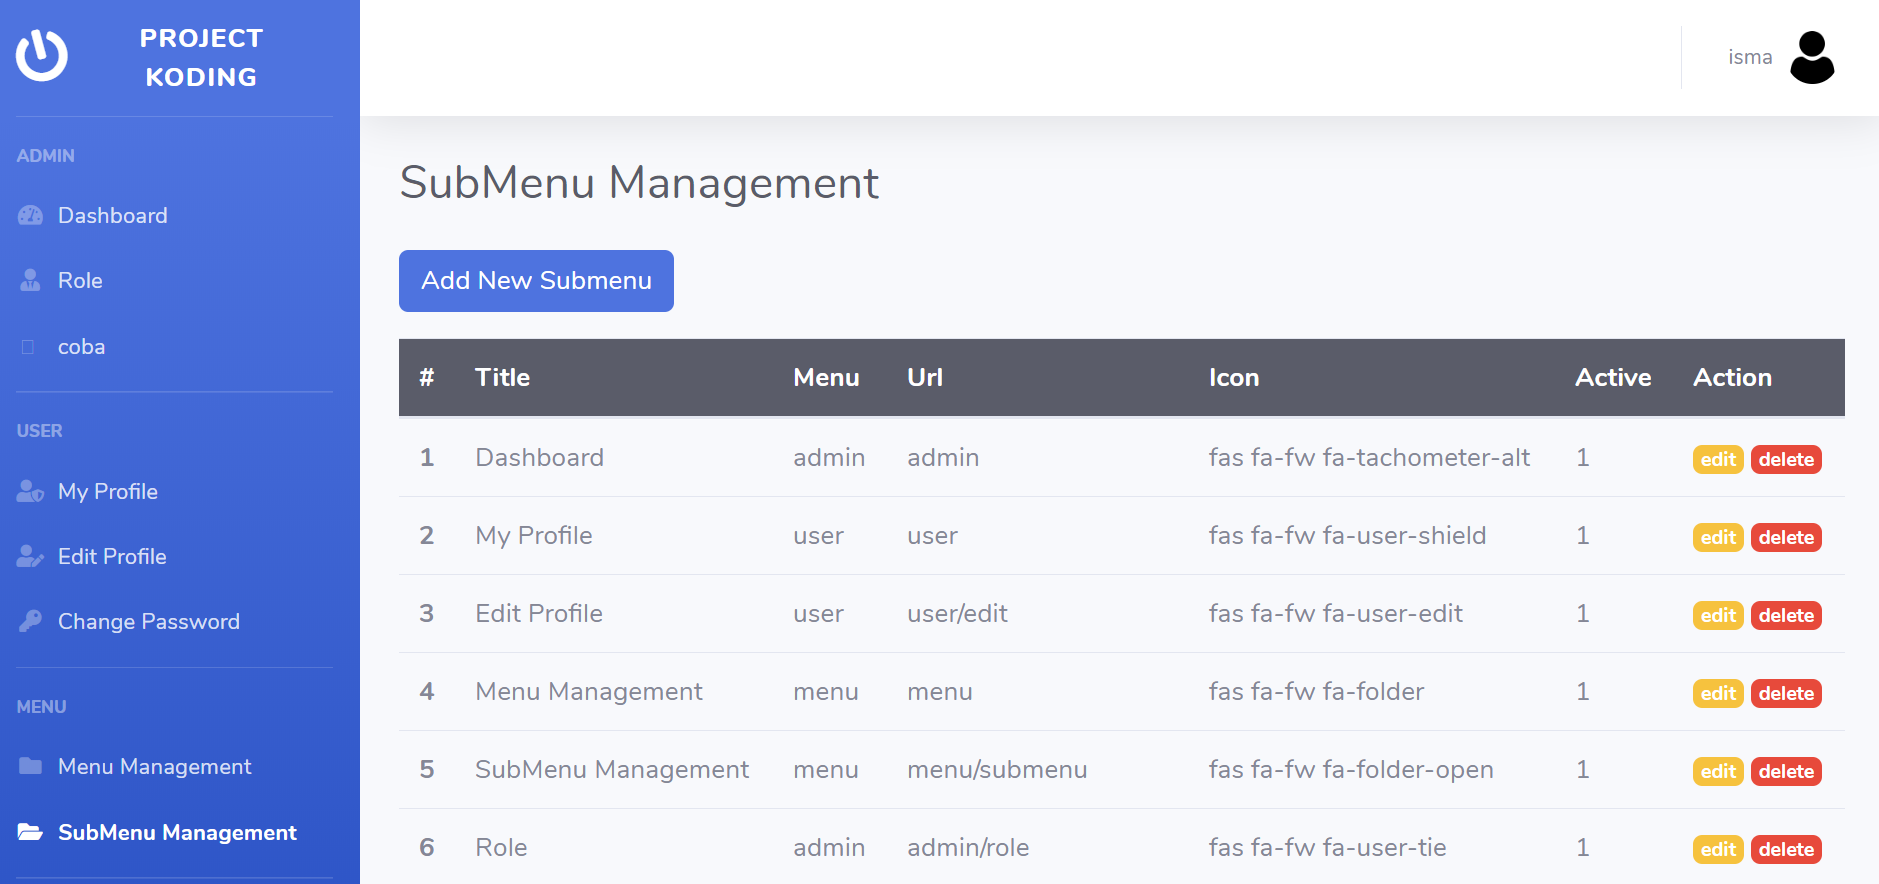 PROJECT
KODING
ADMIN
Dashboard
Role
coba
USER
My Profile
Edit Profile
Change Password
MENU
Menu Management
SubMenu Management
isma
SubMenu Management
Add New Submenu
# Title Menu Url Icon Active Action
1 Dashboard admin admin fas fa-fw fa-tachometer-alt 1 edit delete
2 My Profile user user fas fa-fw fa-user-shield 1 edit delete
3 Edit Profile user user/edit fas fa-fw fa-user-edit 1 edit delete
4 Menu Management menu menu fas fa-fw fa-folder 1 edit delete
5 SubMenu Management menu menu/submenu fas fa-fw fa-folder-open 1 edit delete
6 Role admin admin/role fas fa-fw fa-user-tie 1 edit delete